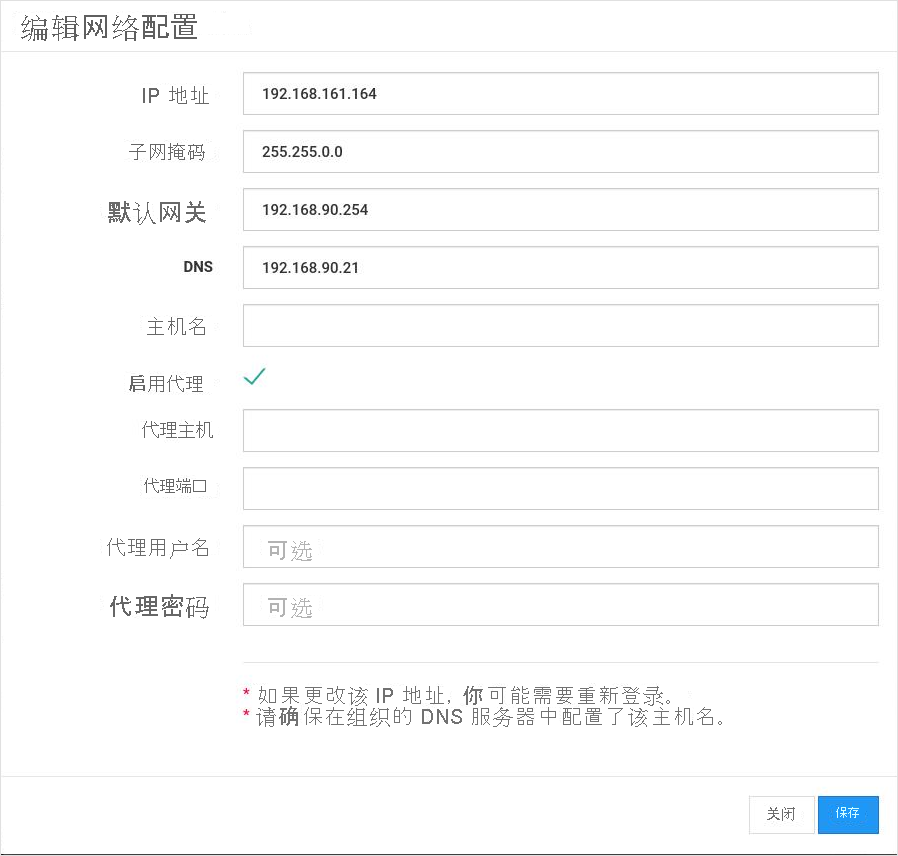 编辑网络配置
IP 地址 192.168.161.164
子网掩码 255.255.0.0
默认网关 192.168.90.254
DNS 192.168.90.21
主机名
启用代理
代理主机
代理端口
代理用户名 可选
代理密码 可选
* 如果更改该 IP 地址, 你可能需要重新登录。
* 请确保在组织的 DNS 服务器中配置了该主机名。
关闭 保存